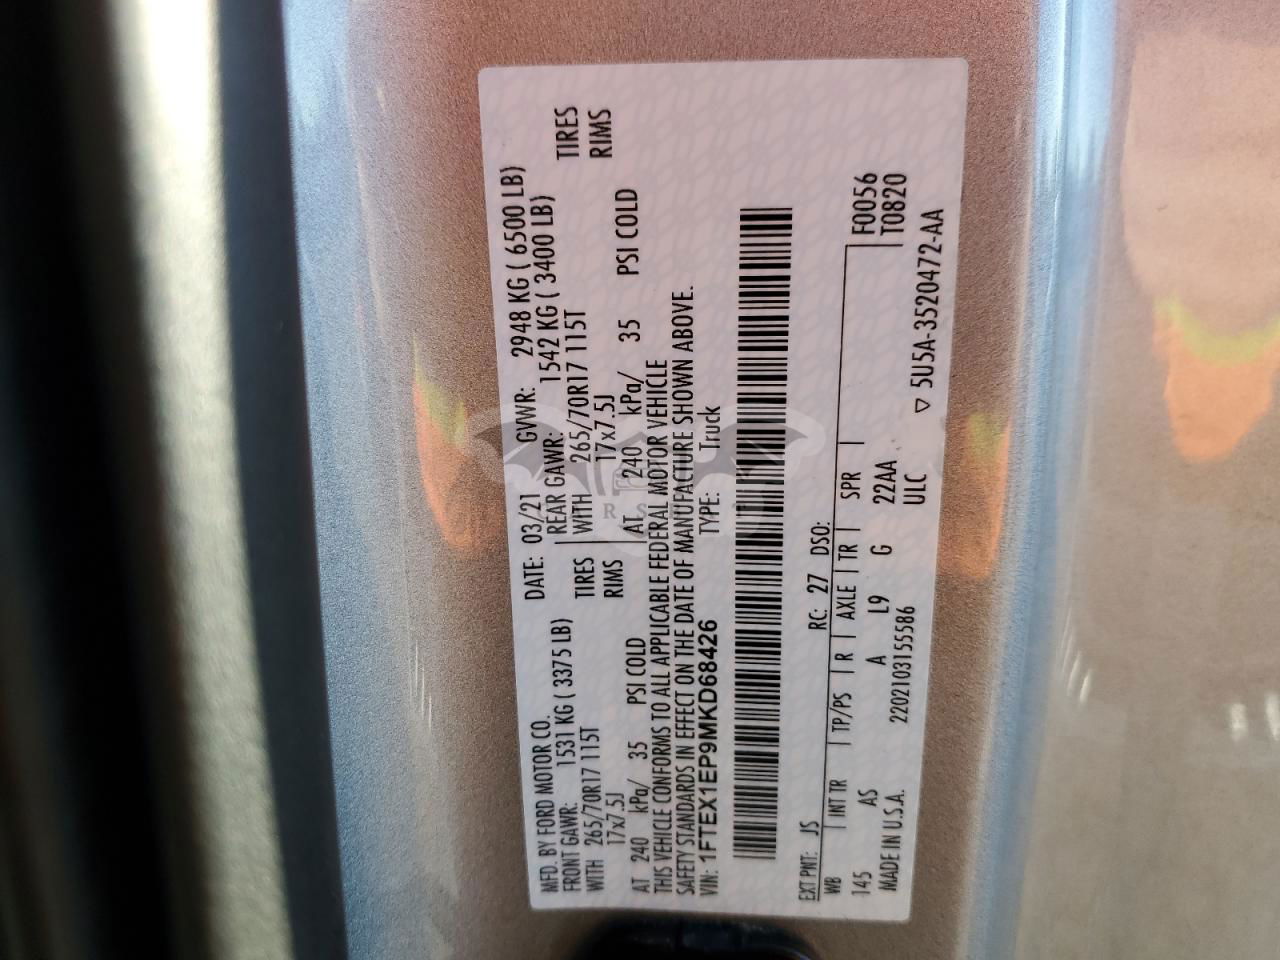 MFD. BY FORD MOTOR CO. DATE: 03/21 GVWR: 2948 KG ( 6500 LB)
FRONT GAWR: 1531 KG ( 3375 LB) REAR GAWR: 1542 KG ( 3400 LB)
WITH 265/70R17 115T TIRES WITH 265/70R17 115T TIRES
17x7.5J RIMS 17x7.5J RIMS
AT 240 kPa/ 35 PSI COLD AT 240 kPa/ 35 PSI COLD
THIS VEHICLE CONFORMS TO ALL APPLICABLE FEDERAL MOTOR VEHICLE
SAFETY STANDARDS IN EFFECT ON THE DATE OF MANUFACTURE SHOWN ABOVE.
VIN: 1FTEX1EP9MKD68426 TYPE: Truck
EXT PNT: JS RC: 27 DSO: F0056
WB INT TR TP/PS R AXLE TR SPR T0820
145 AS A L9 G 22AA
MADE IN U.S.A. 220210315586 ULC
▽ 5U5A-3520472-AA